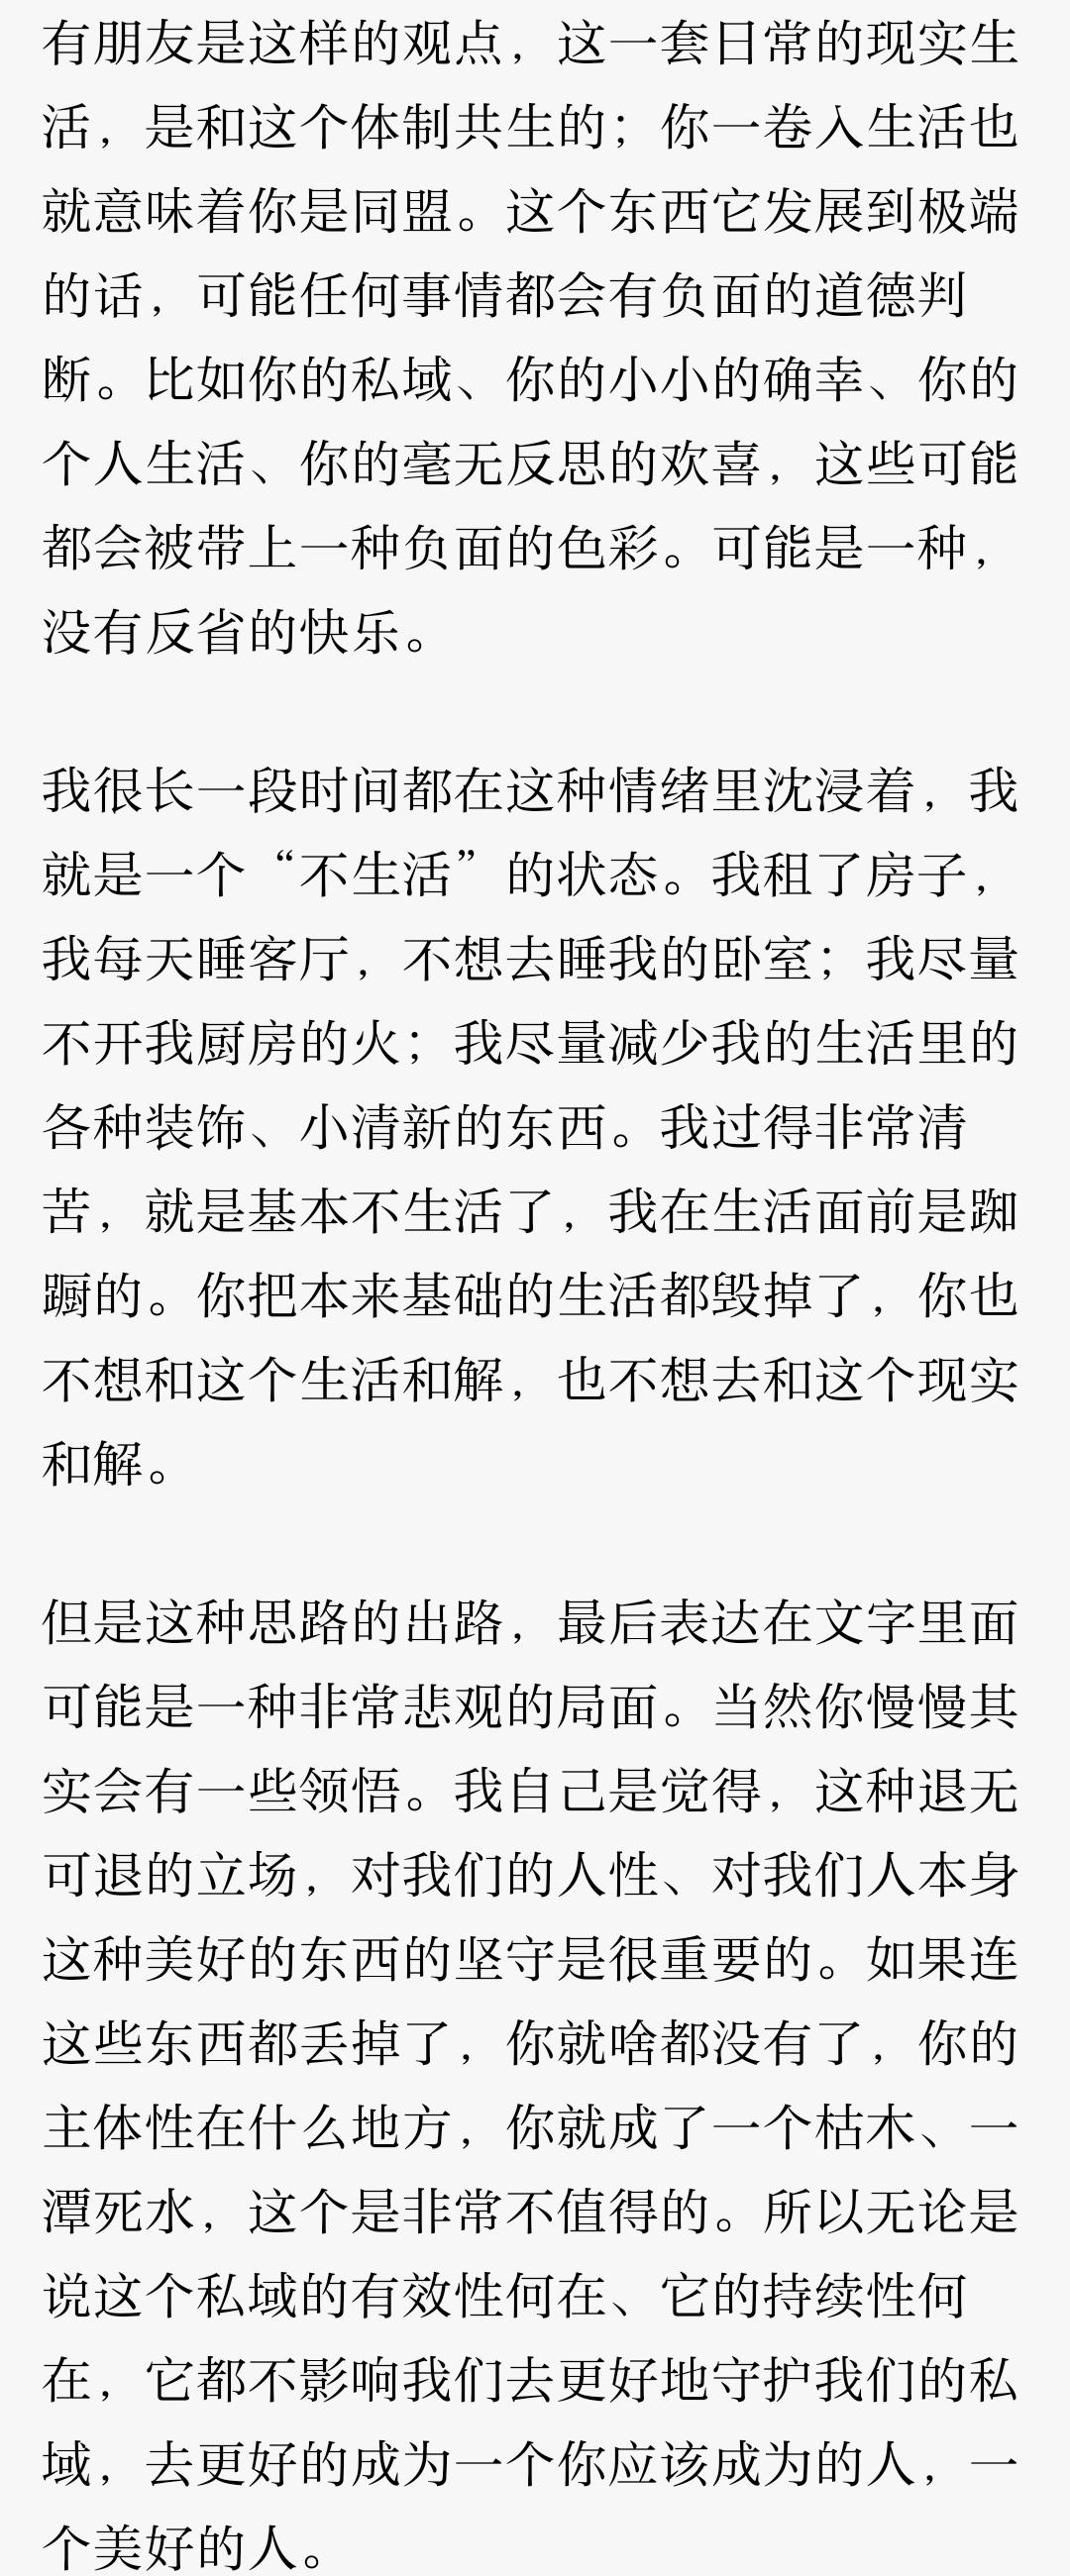 有朋友是这样的观点，这一套日常的现实生
活，是和这个体制共生的；你一卷入生活也
就意味着你是同盟。这个东西它发展到极端
的话，可能任何事情都会有负面的道德判
断。比如你的私域、你的小小的确幸、你的
个人生活、你的毫无反思的欢喜，这些可能
都会被带上一种负面的色彩。可能是一种，
没有反省的快乐。
我很长一段时间都在这种情绪里沈浸着，我
就是一个“不生活”的状态。我租了房子，
我每天睡客厅，不想去睡我的卧室；我尽量
不开我厨房的火；我尽量减少我的生活里的
各种装饰、小清新的东西。我过得非常清
苦，就是基本不生活了，我在生活面前是踟
蹰的。你把本来基础的生活都毁掉了，你也
不想和这个生活和解，也不想去和这个现实
和解。
但是这种思路的出路，最后表达在文字里面
可能是一种非常悲观的局面。当然你慢慢其
实会有一些领悟。我自己是觉得，这种退无
可退的立场，对我们的人性、对我们人本身
这种美好的东西的坚守是很重要的。如果连
这些东西都丢掉了，你就啥都没有了，你的
主体性在什么地方，你就成了一个枯木、一
潭死水，这个是非常不值得的。所以无论是
说这个私域的有效性何在、它的持续性何
在，它都不影响我们去更好地守护我们的私
域，去更好的成为一个你应该成为的人，一
个美好的人。